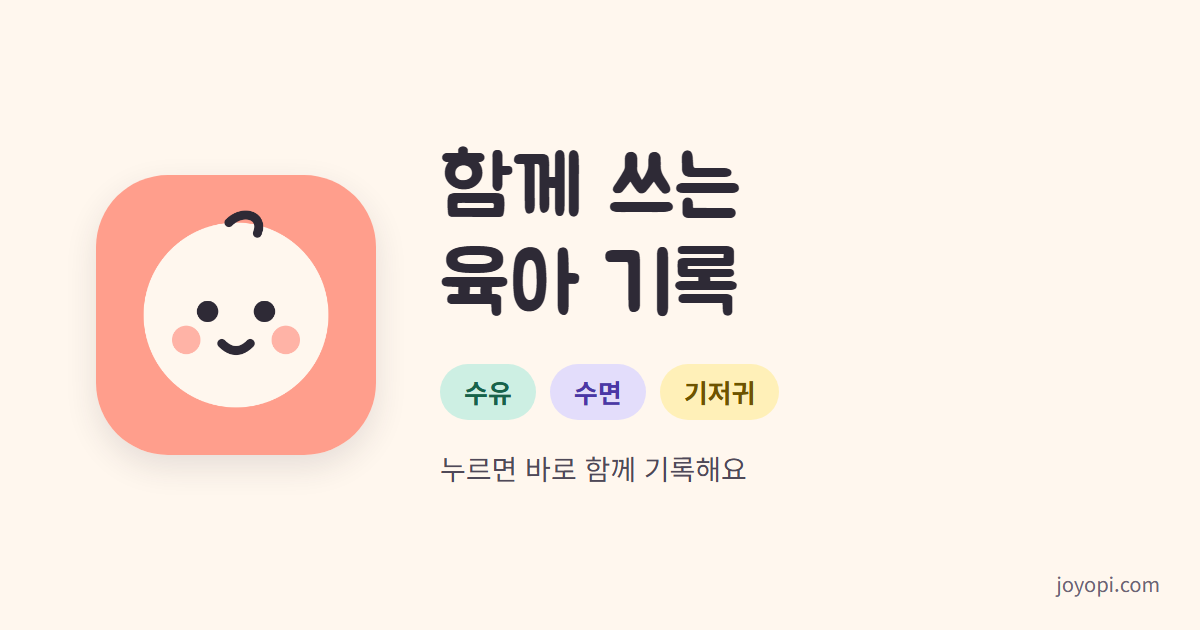 함께 쓰는
육아 기록
수유 수면 기저귀
누르면 바로 함께 기록해요
joyopi.com